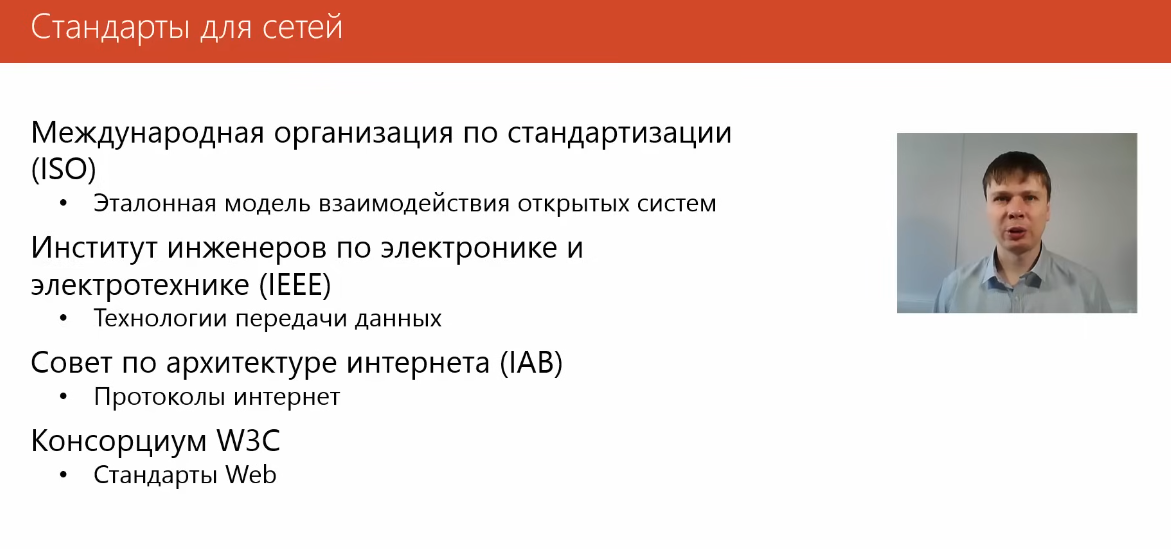 Стандарты для сетей
Международная организация по стандартизации
(ISO)
• Эталонная модель взаимодействия открытых систем
Институт инженеров по электронике и
электротехнике (IEEE)
• Технологии передачи данных
Совет по архитектуре интернета (IAB)
• Протоколы интернет
Консорциум W3C
• Стандарты Web